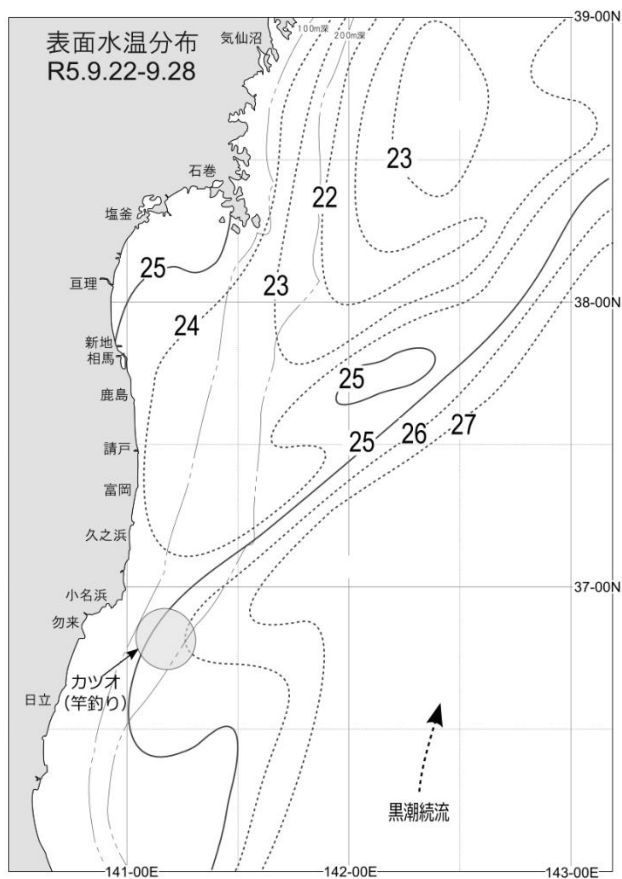 表面水温分布
R5.9.22-9.28
気仙沼
100m深
200m深
39-00N
石巻
23
22
塩釜
25
亘理
23
38-00N
24
新地
相馬
25
鹿島
27
26
25
請戸
富岡
久之浜
37-00N
小名浜
勿来
カツオ
(竿釣り)
日立
黒潮続流
141-00E
142-00E
143-00E